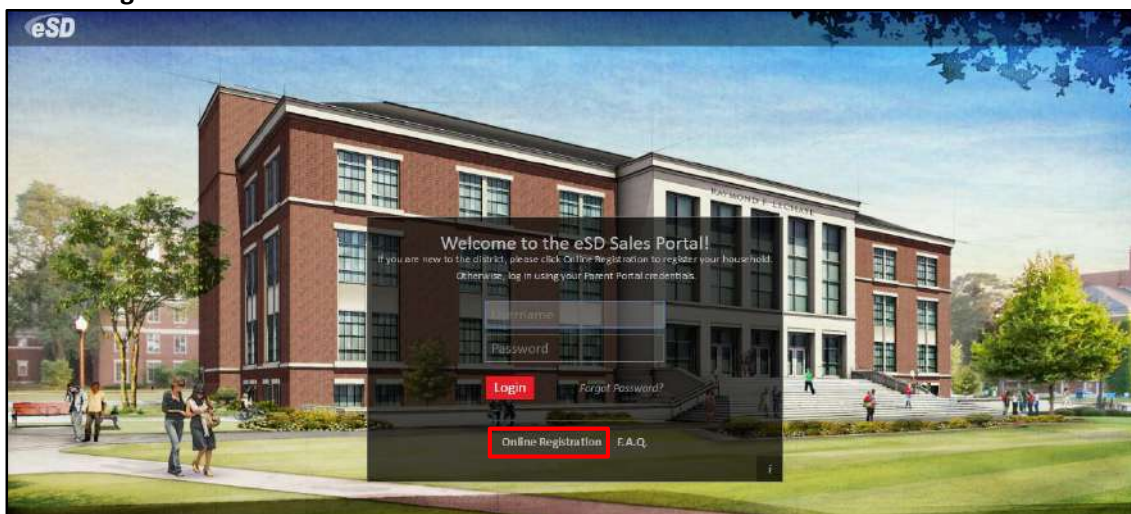 eSD
RAYMOND F.
Welcome to the eSD Sales Portal!
If you are new to the district, please click Online Registration to register your household.
Otherwise, log in using your Parent Portal credentials.
Username
Password
Login Forgot Password?
Online Registration F.A.Q.
i